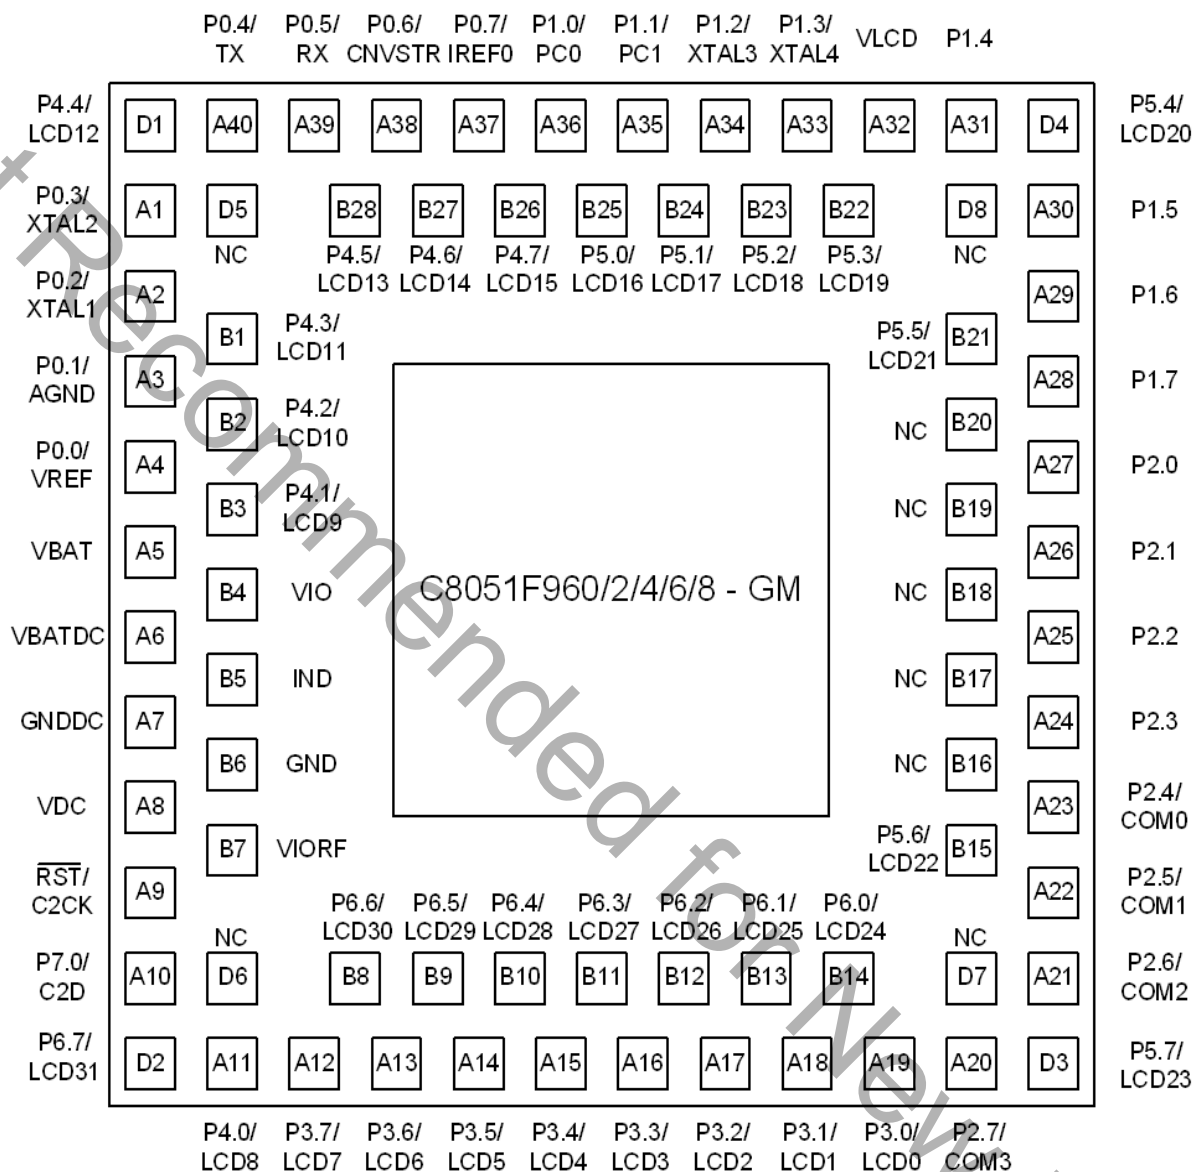 P0.4/ P0.5/ P0.6/ P0.7/ P1.0/ P1.1/ P1.2/ P1.3/ VLCD P1.4
TX RX CNVSTR IREF0 PC0 PC1 XTAL3 XTAL4
P4.4/ D1 A40 A39 A38 A37 A36 A35 A34 A33 A32 A31 D4 P5.4/
LCD12 LCD20
P0.3/ A1 D5 B28 B27 B26 B25 B24 B23 B22 D8 A30 P1.5
XTAL2
NC P4.5/ P4.6/ P4.7/ P5.0/ P5.1/ P5.2/ P5.3/ NC
LCD13 LCD14 LCD15 LCD16 LCD17 LCD18 LCD19
P0.2/ A2 A29 P1.6
XTAL1
B1 P4.3/ P5.5/ B21
LCD11 LCD21
P0.1/ A3 A28 P1.7
AGND
B2 P4.2/ NC B20
LCD10
P0.0/ A4 A27 P2.0
VREF
B3 P4.1/ NC B19
LCD9
VBAT A5 A26 P2.1
B4 VIO C8051F960/2/4/6/8 - GM NC B18
VBATDC A6 A25 P2.2
B5 IND NC B17
GNDDC A7 A24 P2.3
B6 GND NC B16
VDC A8 A23 P2.4/
COM0
B7 VIORF P5.6/ B15
LCD22
RST/ A9 A22 P2.5/
C2CK COM1
P6.6/ P6.5/ P6.4/ P6.3/ P6.2/ P6.1/ P6.0/
LCD30 LCD29 LCD28 LCD27 LCD26 LCD25 LCD24
NC NC
P7.0/ A10 D6 B8 B9 B10 B11 B12 B13 B14 D7 A21 P2.6/
C2D COM2
P6.7/ D2 A11 A12 A13 A14 A15 A16 A17 A18 A19 A20 D3 P5.7/
LCD31 LCD23
P4.0/ P3.7/ P3.6/ P3.5/ P3.4/ P3.3/ P3.2/ P3.1/ P3.0/ P2.7/
LCD8 LCD7 LCD6 LCD5 LCD4 LCD3 LCD2 LCD1 LCD0 COM3
Recommended for New